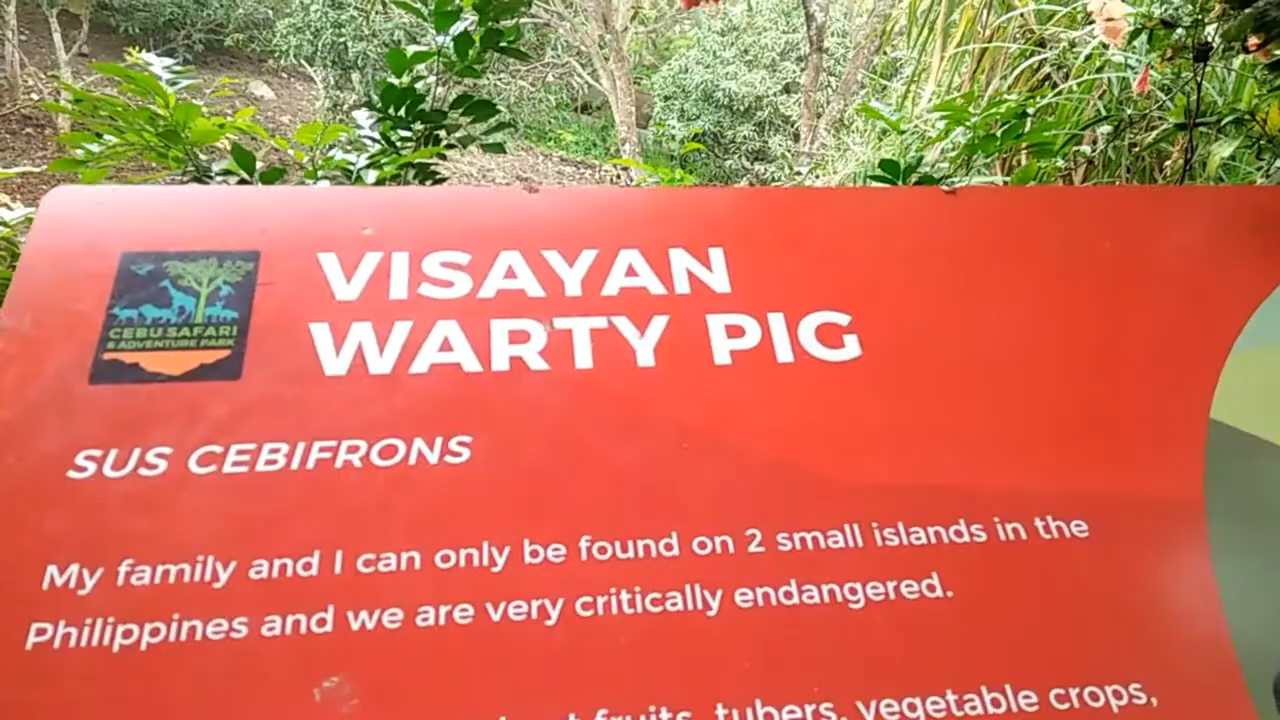 VISAYAN
WARTY PIG
CEBU SAFARI
& ADVENTURE PARK
SUS CEBIFRONS
My family and I can only be found on 2 small islands in the
Philippines and we are very critically endangered.
fruits, tubers, vegetable crops,